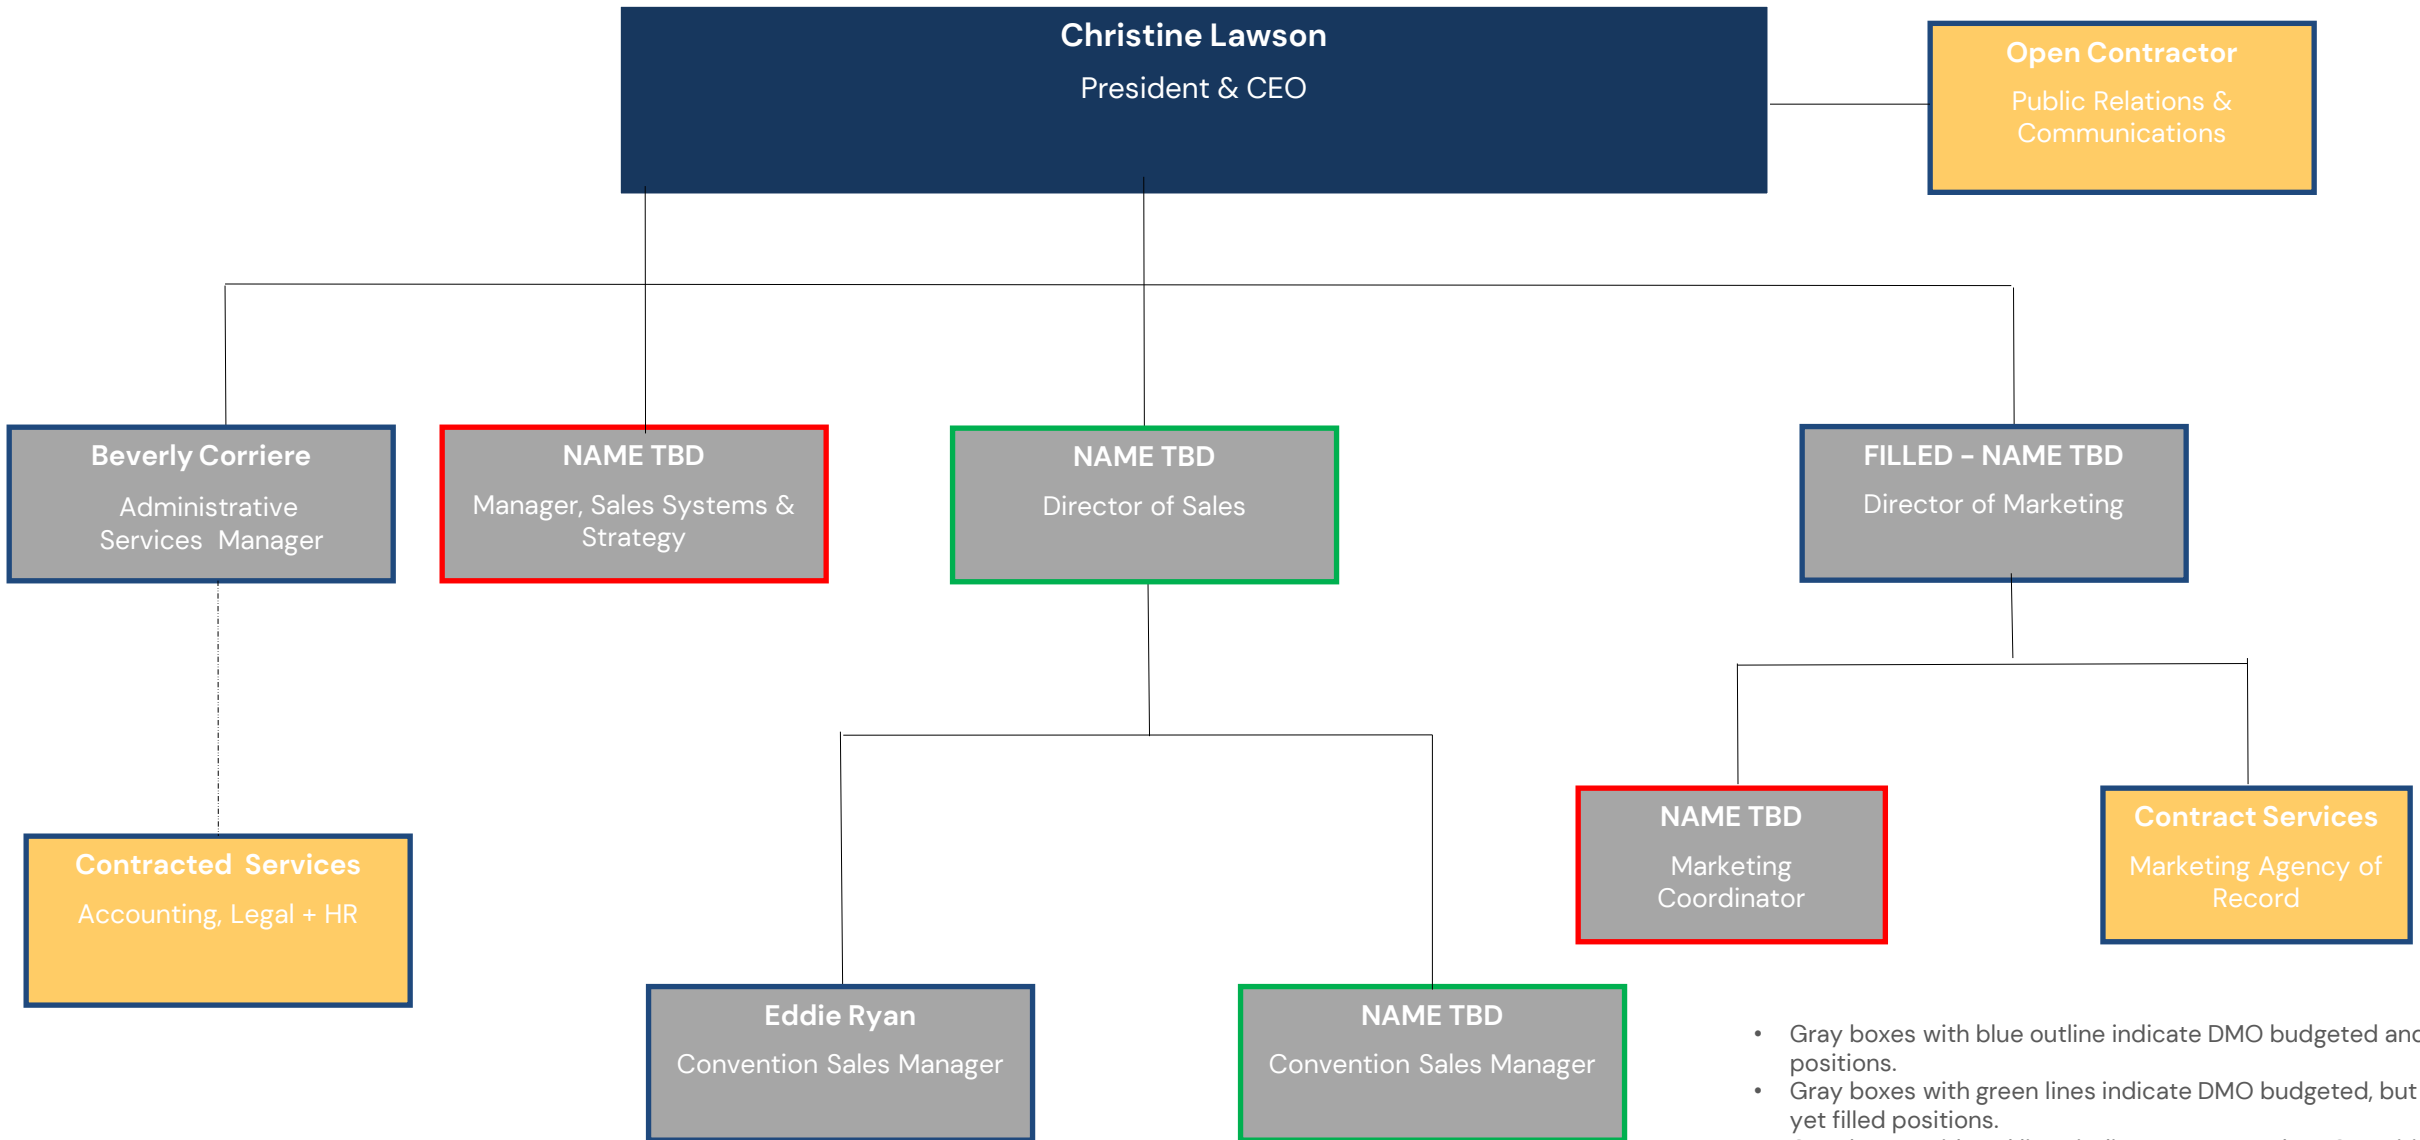 Christine Lawson
President & CEO
Open Contractor
Public Relations &
Communications
Beverly Corriere
Administrative
Services Manager
NAME TBD
Manager, Sales Systems &
Strategy
NAME TBD
Director of Sales
FILLED - NAME TBD
Director of Marketing
Contracted Services
Accounting, Legal + HR
NAME TBD
Marketing
Coordinator
Contract Services
Marketing Agency of
Record
Eddie Ryan
Convention Sales Manager
NAME TBD
Convention Sales Manager
• Gray boxes with blue outline indicate DMO budgeted and
positions.
• Gray boxes with green lines indicate DMO budgeted, but
yet filled positions.